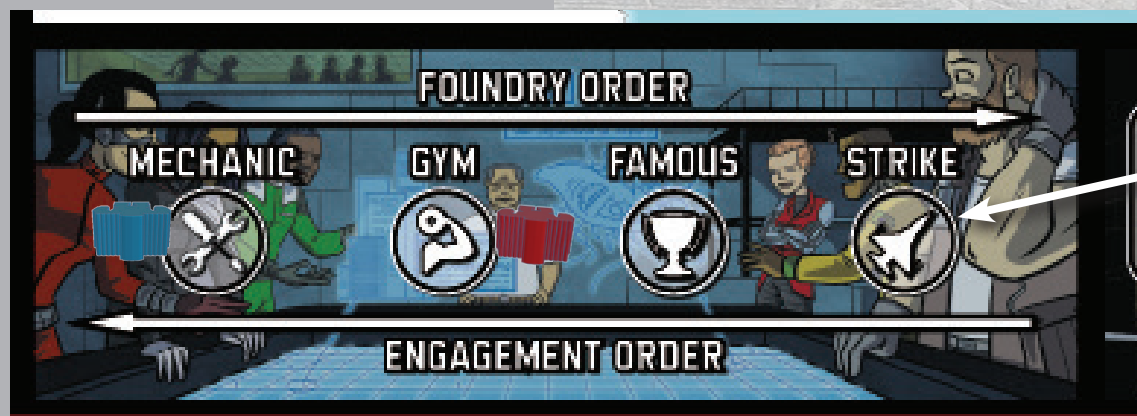 FOUNDRY ORDER
MECHANIC GYM FAMOUS STRIKE
ENGAGEMENT ORDER